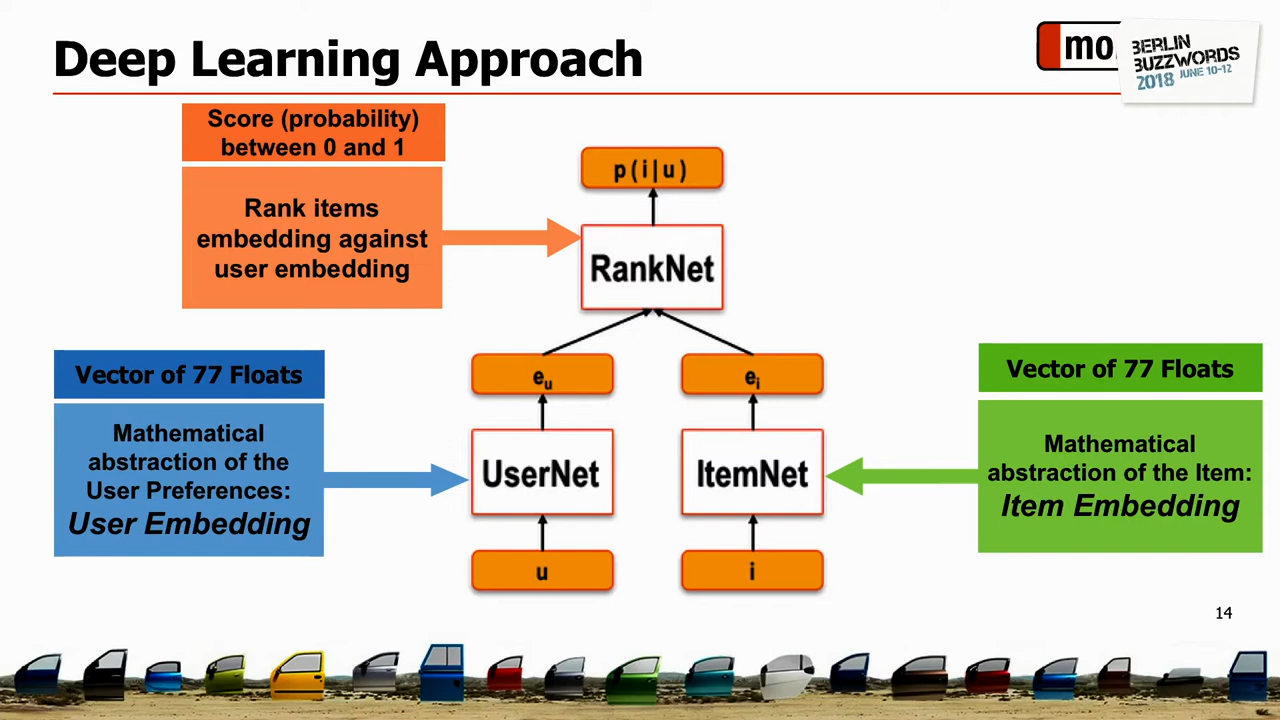 Deep Learning Approach
mo
BERLIN
BUZZWORDS
2018 JUNE 10-12
Score (probability)
between 0 and 1
Rank items
embedding against
user embedding
p(i|u)
RankNet
Vector of 77 Floats
Mathematical
abstraction of the
User Preferences:
User Embedding
eu
ei
UserNet
ItemNet
u
i
Vector of 77 Floats
Mathematical
abstraction of the Item:
Item Embedding
14